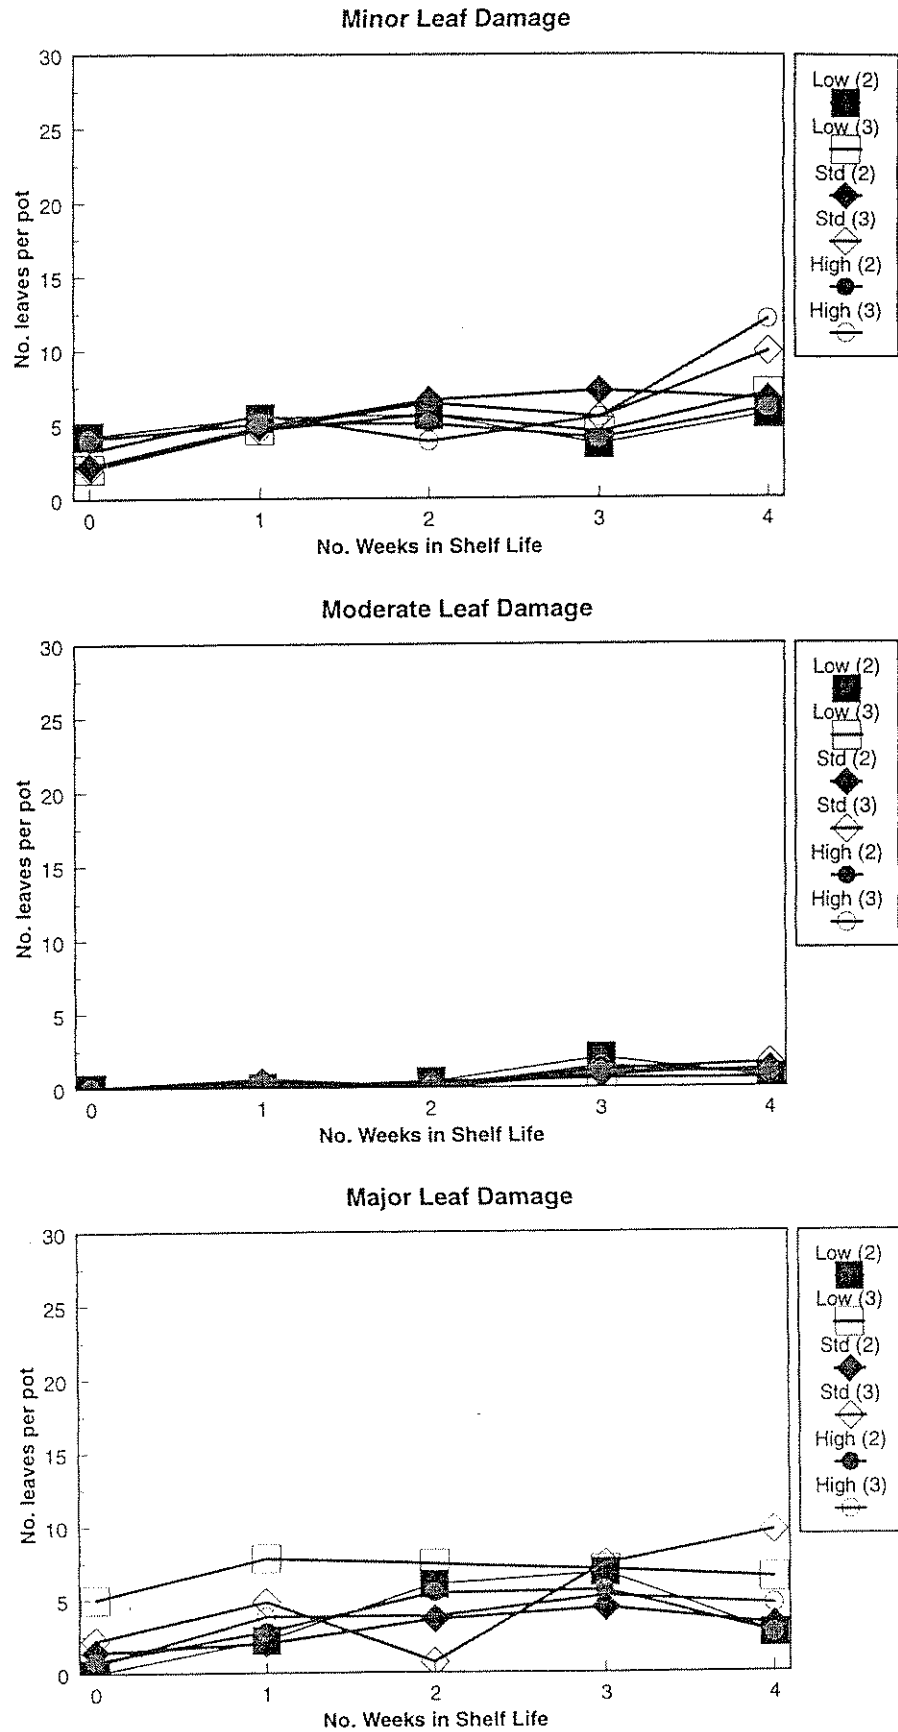 Minor Leaf Damage
30
25
20
15
10
5
0
No. leaves per pot
0 1 2 3 4
No. Weeks in Shelf Life
Low (2)
Low (3)
Std (2)
Std (3)
High (2)
High (3)
Moderate Leaf Damage
30
25
20
15
10
5
0
No. leaves per pot
0 1 2 3 4
No. Weeks in Shelf Life
Low (2)
Low (3)
Std (2)
Std (3)
High (2)
High (3)
Major Leaf Damage
30
25
20
15
10
5
0
No. leaves per pot
0 1 2 3 4
No. Weeks in Shelf Life
Low (2)
Low (3)
Std (2)
Std (3)
High (2)
High (3)